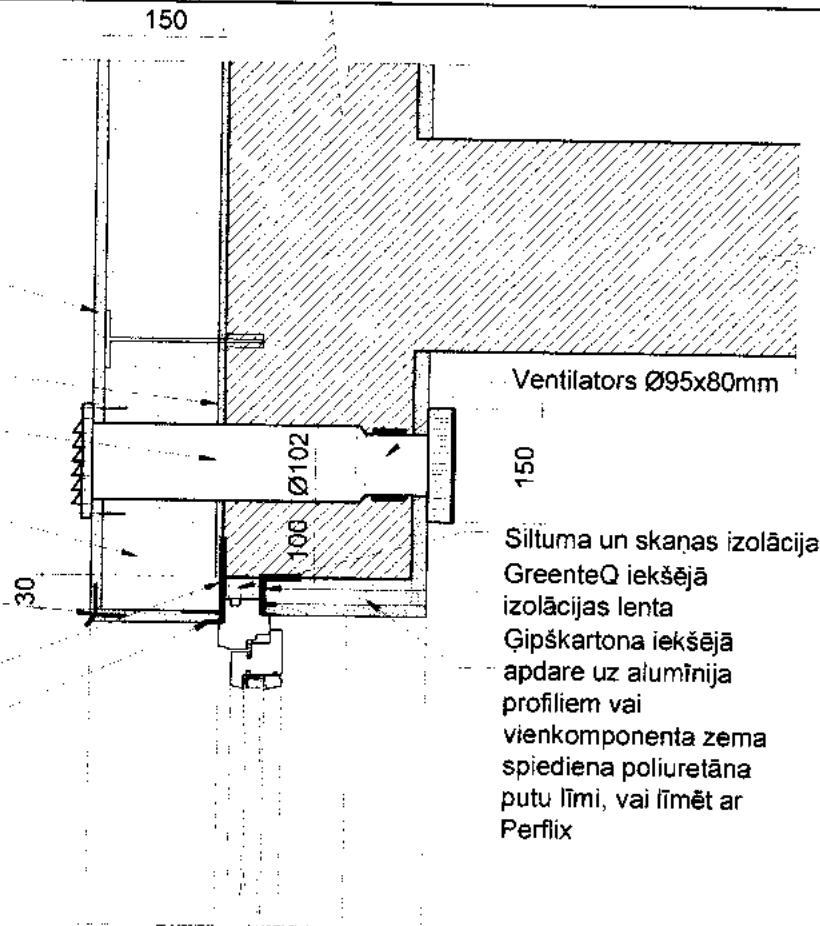 150
Ventilators Ø95x80mm
Ø102
150
100
30
Siltuma un skaņas izolācija
GreenteQ iekšējā
izolācijas lenta
Ģipškartona iekšējā
apdare uz alumīnija
profiliem vai
vienkomponenta zema
spiediena poliuretāna
putu līmi, vai līmēt ar
Perflix